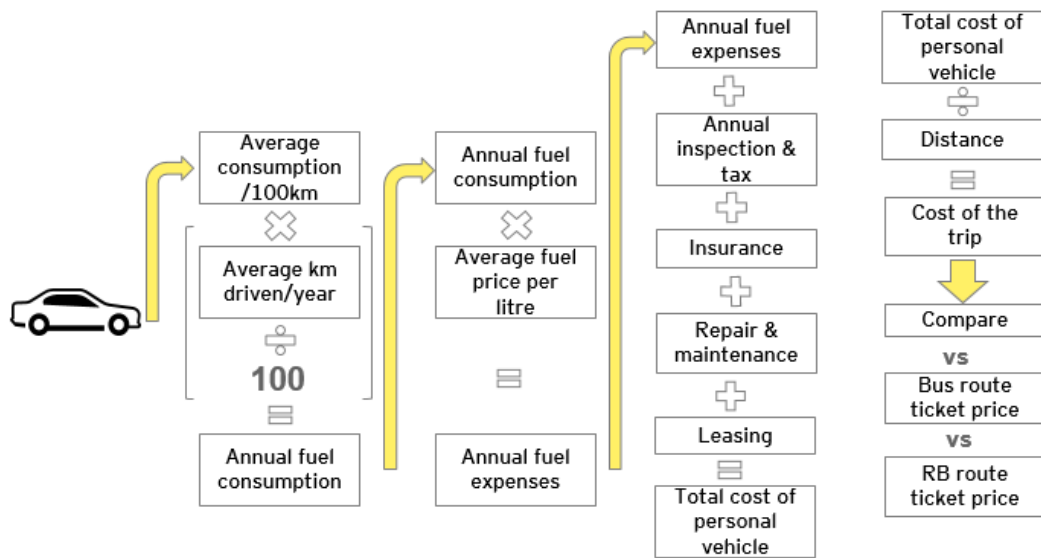 Average
consumption
/100km
Average km
driven/year
100
Annual fuel
consumption
Annual fuel
consumption
Average fuel
price per
litre
Annual fuel
expenses
Annual fuel
expenses
Annual
inspection &
tax
Insurance
Repair &
maintenance
Leasing
Total cost of
personal
vehicle
Total cost of
personal
vehicle
Distance
Cost of the
trip
Compare
vs
Bus route
ticket price
vs
RB route
ticket price